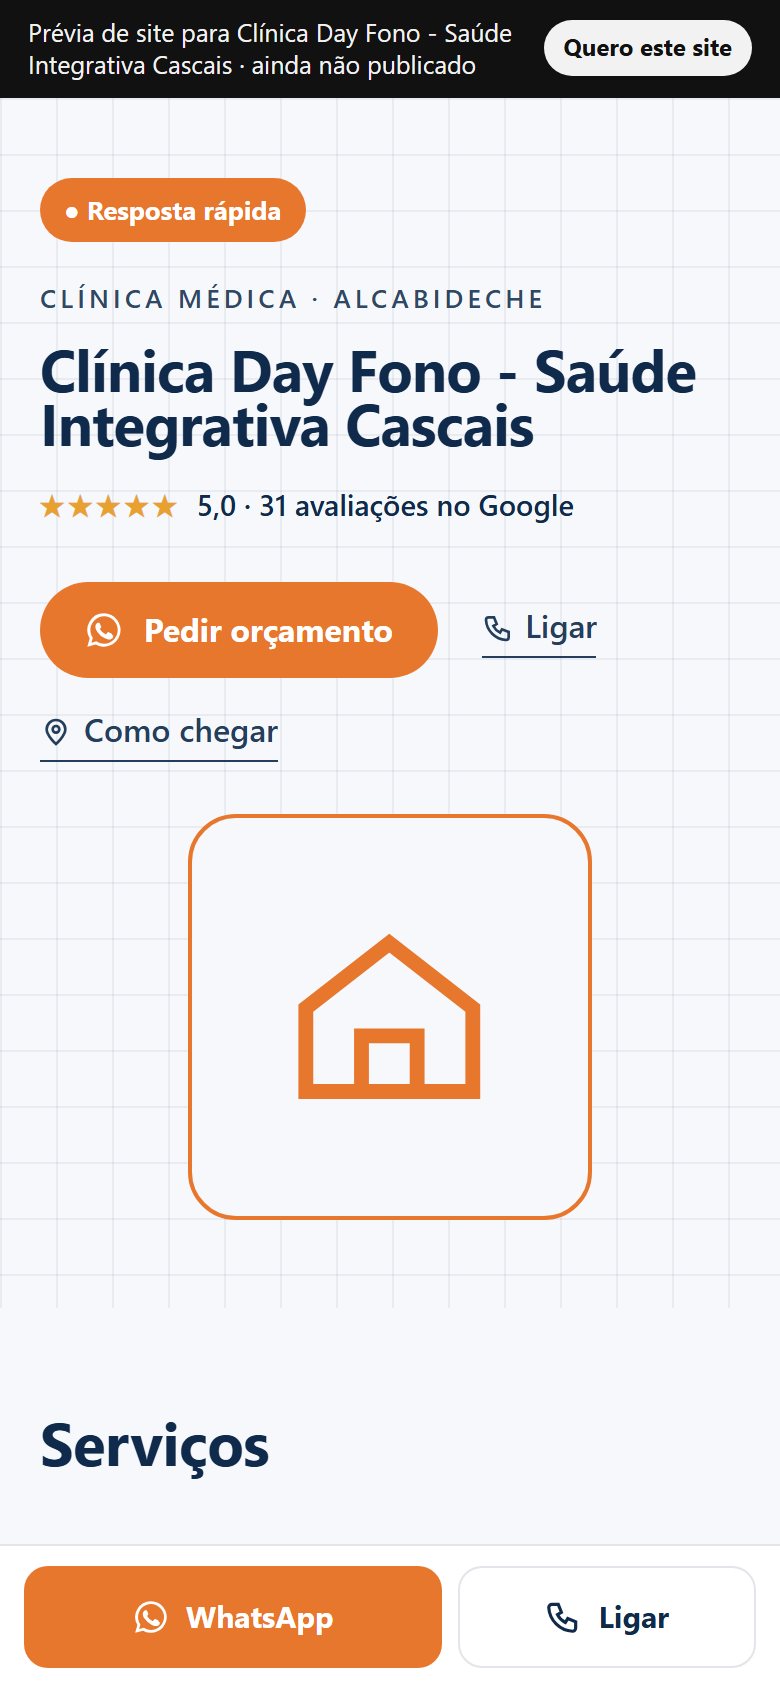 Prévia de site para Clínica Day Fono - Saúde
Integrativa Cascais · ainda não publicado
Quero este site
Resposta rápida
CLÍNICA MÉDICA · ALCABIDECHE
Clínica Day Fono - Saúde
Integrativa Cascais
★★★★★ 5,0 · 31 avaliações no Google
Pedir orçamento
Ligar
Como chegar
Serviços
WhatsApp
Ligar